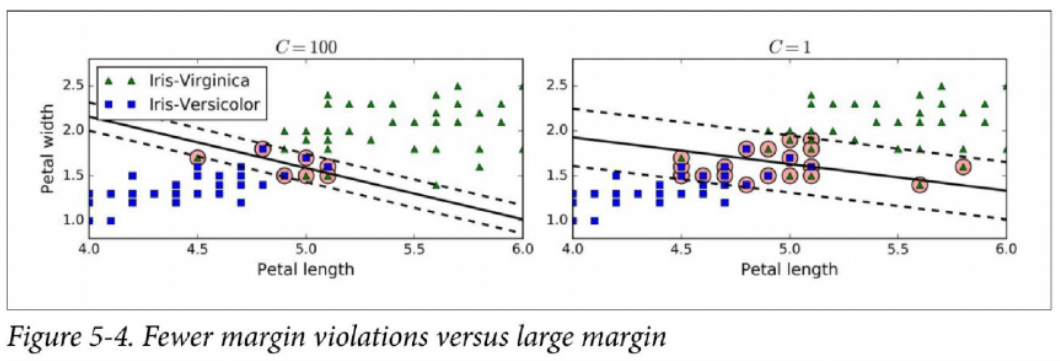 C = 100
C = 1
Iris-Virginica
Iris-Versicolor
Petal width
2.5
2.0
1.5
1.0
4.0 4.5 5.0 5.5 6.0
Petal length
2.5
2.0
1.5
1.0
4.0 4.5 5.0 5.5 6.0
Petal length
Figure 5-4. Fewer margin violations versus large margin